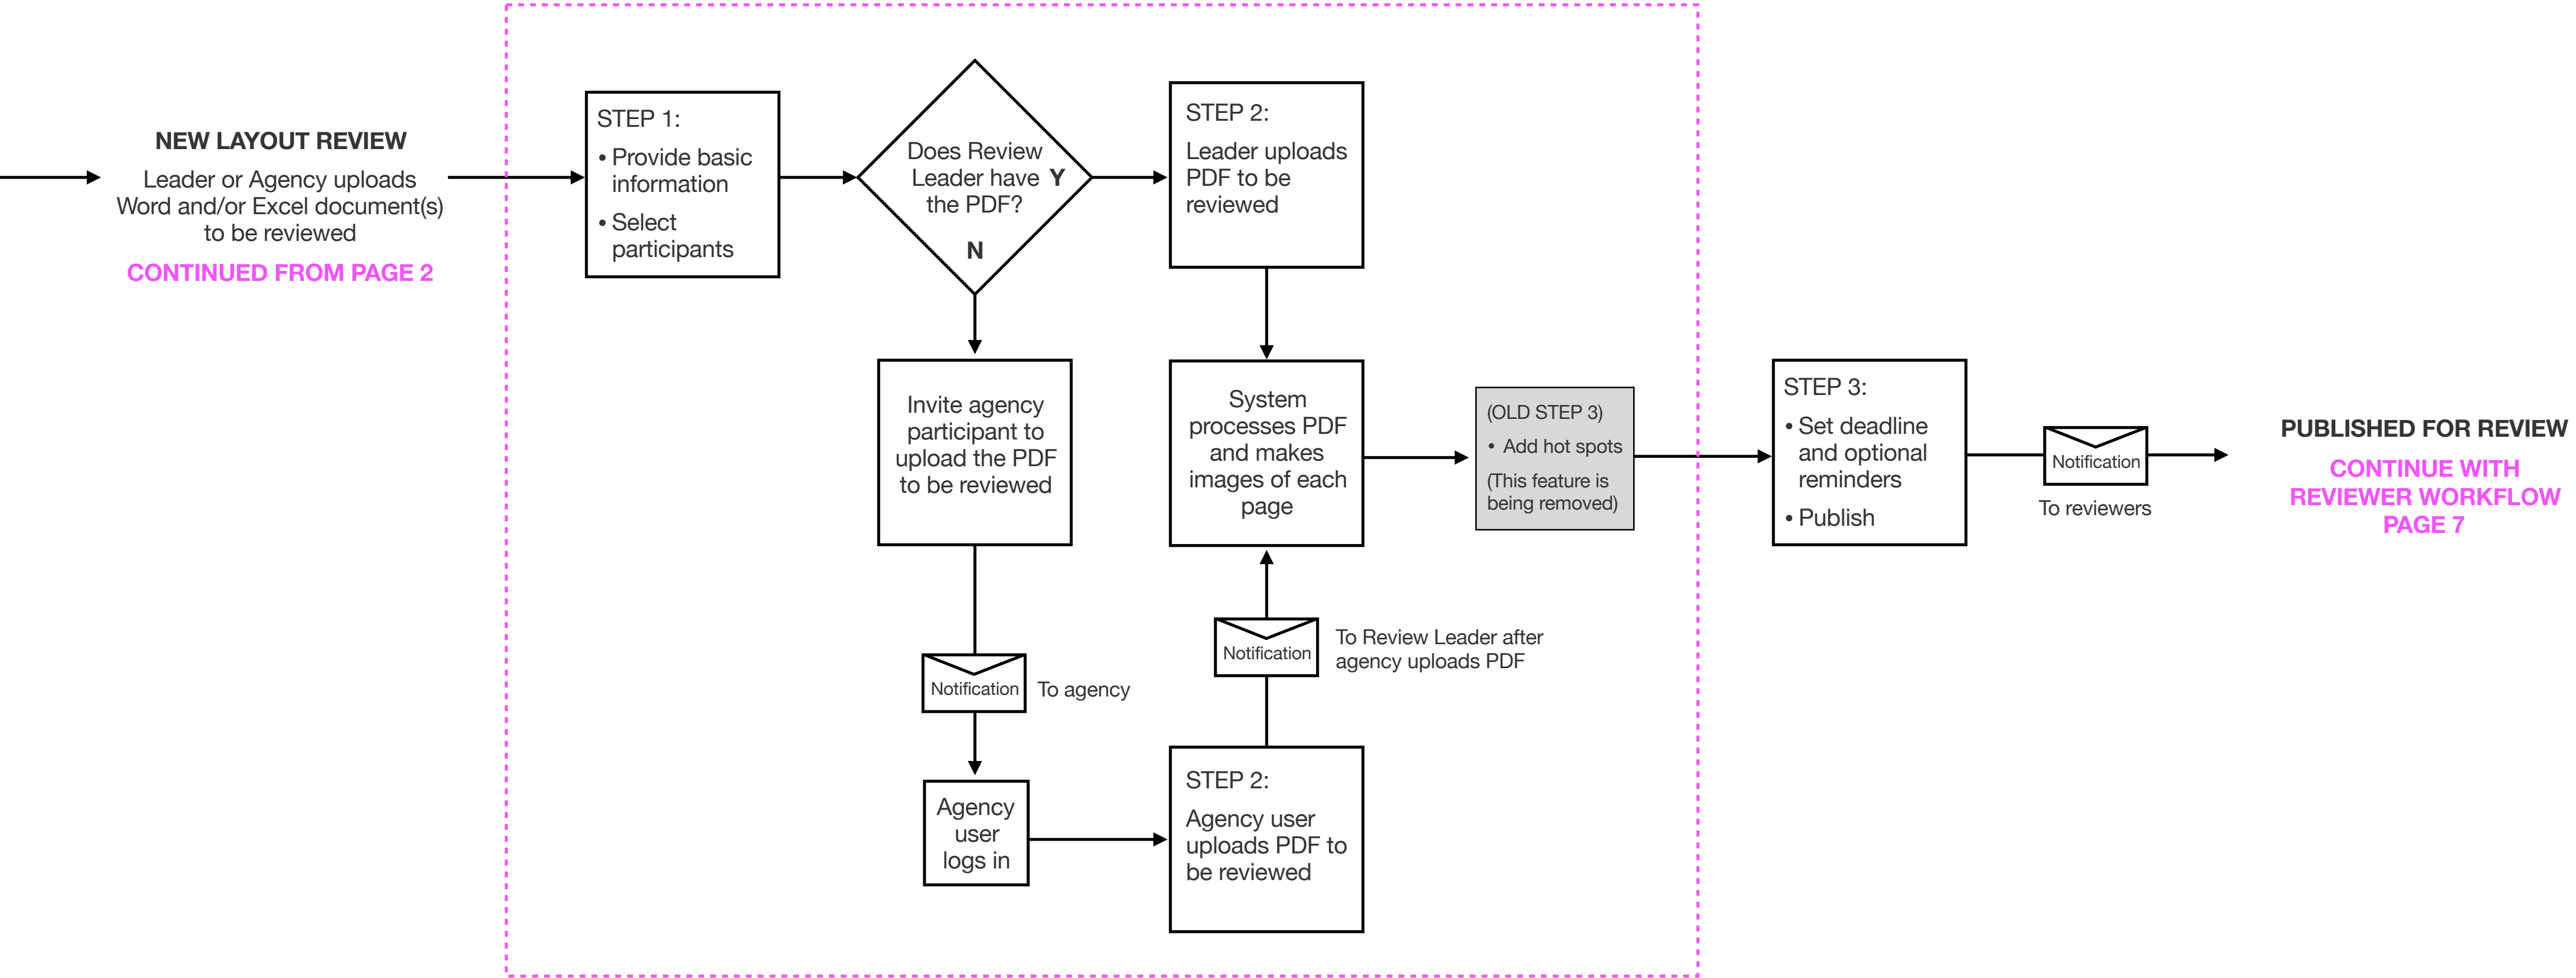 NEW LAYOUT REVIEW
Leader or Agency uploads
Word and/or Excel document(s)
to be reviewed
CONTINUED FROM PAGE 2
STEP 1:
• Provide basic
information
• Select
participants
Does Review
Leader have Y
the PDF?
N
STEP 2:
Leader uploads
PDF to be
reviewed
Invite agency
participant to
upload the PDF
to be reviewed
Notification
To agency
Agency
user
logs in
STEP 2:
Agency user
uploads PDF to
be reviewed
Notification
To Review Leader after
agency uploads PDF
System
processes PDF
and makes
images of each
page
(OLD STEP 3)
• Add hot spots
(This feature is
being removed)
STEP 3:
• Set deadline
and optional
reminders
• Publish
Notification
To reviewers
PUBLISHED FOR REVIEW
CONTINUE WITH
REVIEWER WORKFLOW
PAGE 7